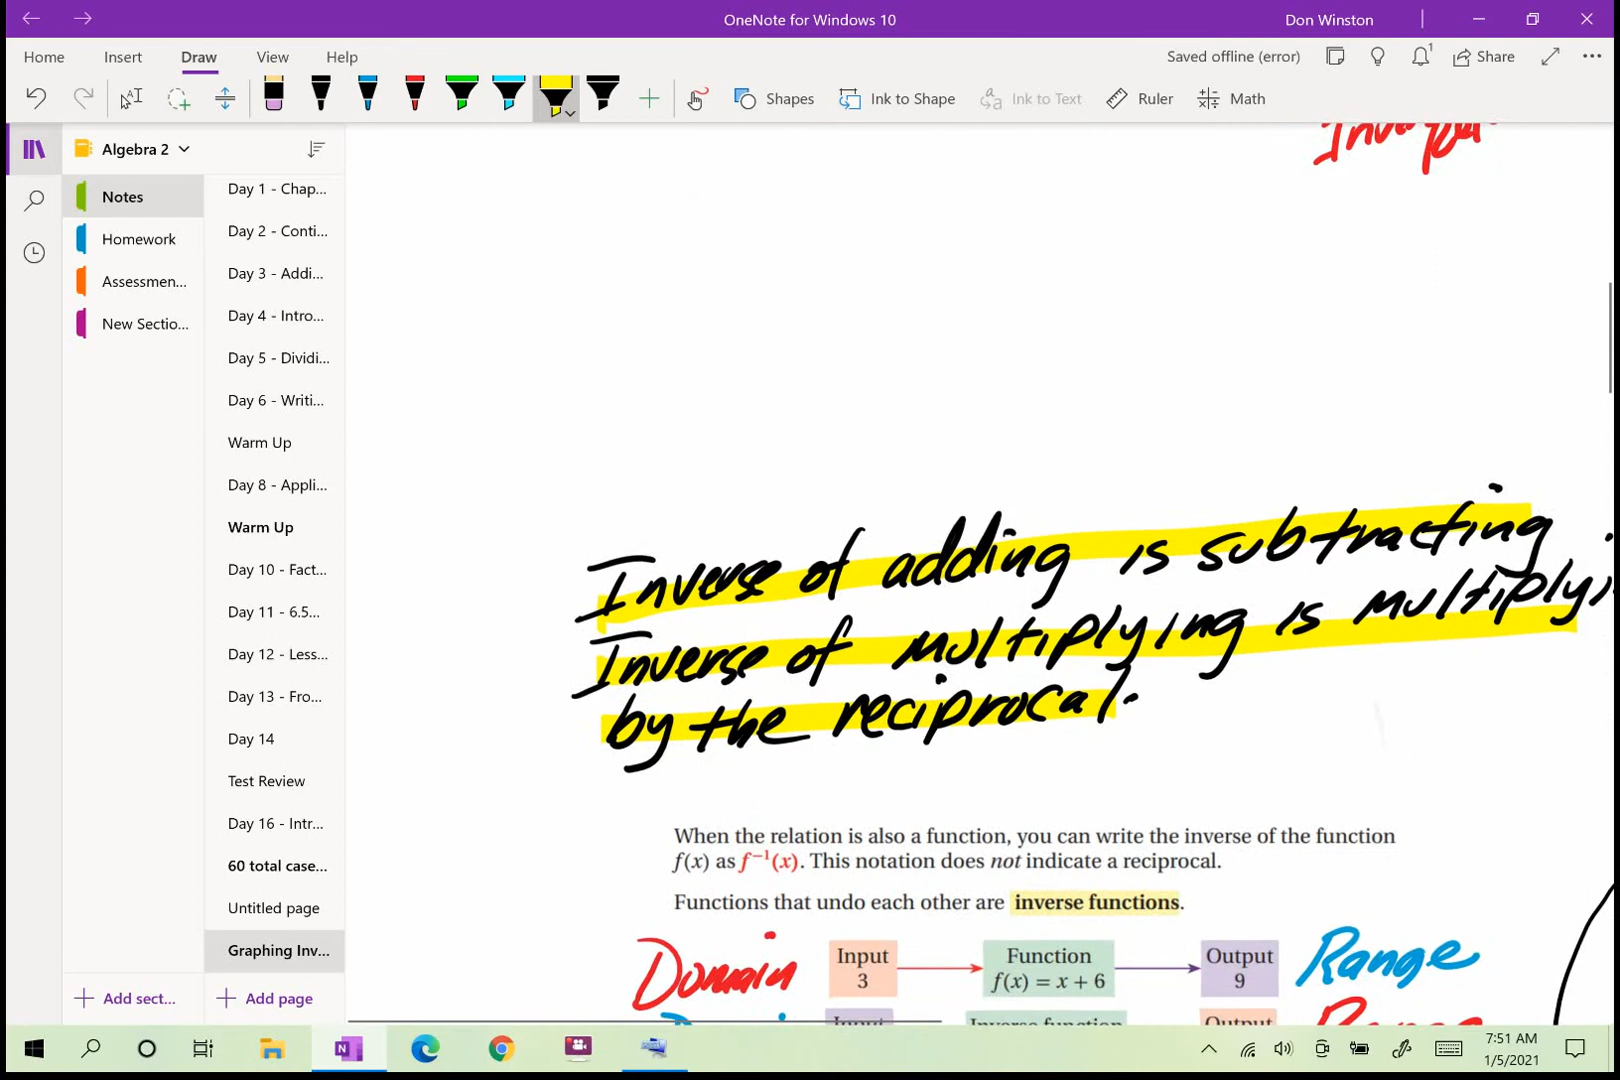 OneNote for Windows 10
Don Winston
Home Insert Draw View Help
Saved offline (error)
1
Share
Shapes
Ink to Shape
Ink to Text
Ruler
Math
Algebra 2
Notes
Homework
Assessmen...
New Sectio...
Add sect...
Day 1 - Chap...
Day 2 - Conti...
Day 3 - Addi...
Day 4 - Intro...
Day 5 - Dividi...
Day 6 - Writi...
Warm Up
Day 8 - Appli...
Warm Up
Day 10 - Fact...
Day 11 - 6.5...
Day 12 - Less...
Day 13 - Fro...
Day 14
Test Review
Day 16 - Intr...
60 total case...
Untitled page
Graphing Inv...
Add page
Inverse of adding is subtracting
Inverse of multiplying is multiplyi
by the reciprocal.
When the relation is also a function, you can write the inverse of the function
f(x) as f⁻¹(x). This notation does not indicate a reciprocal.
Functions that undo each other are inverse functions.
Domain
Input
3
Function
f(x) = x + 6
Output
9
Range
Input
Inverse function
Output
7:51 AM
1/5/2021